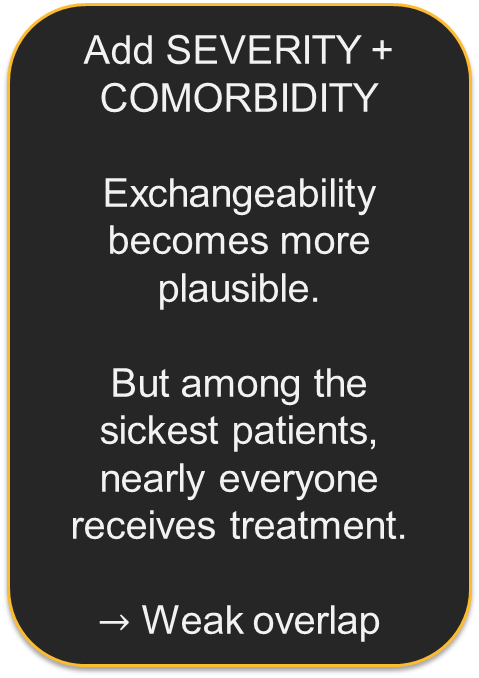 Add SEVERITY +
COMORBIDITY
Exchangeability
becomes more
plausible.
But among the
sickest patients,
nearly everyone
receives treatment.
→ Weak overlap